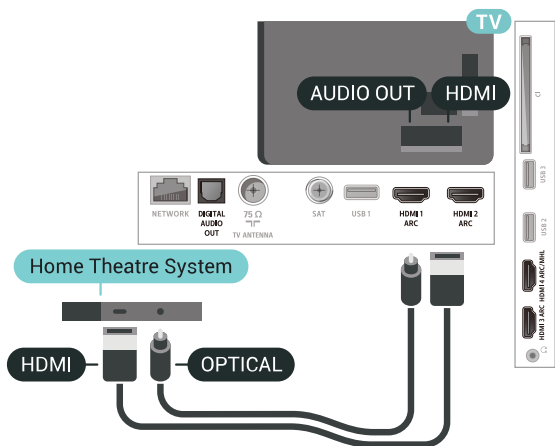 TV
AUDIO OUT
HDMI
CI
USB 3
USB 2
HDMI 4 ARC/MHL
HDMI 3 ARC
NETWORK
DIGITAL
AUDIO
OUT
75 Ω
TV ANTENNA
SAT
USB 1
HDMI 1
ARC
HDMI 2
ARC
Home Theatre System
HDMI
OPTICAL